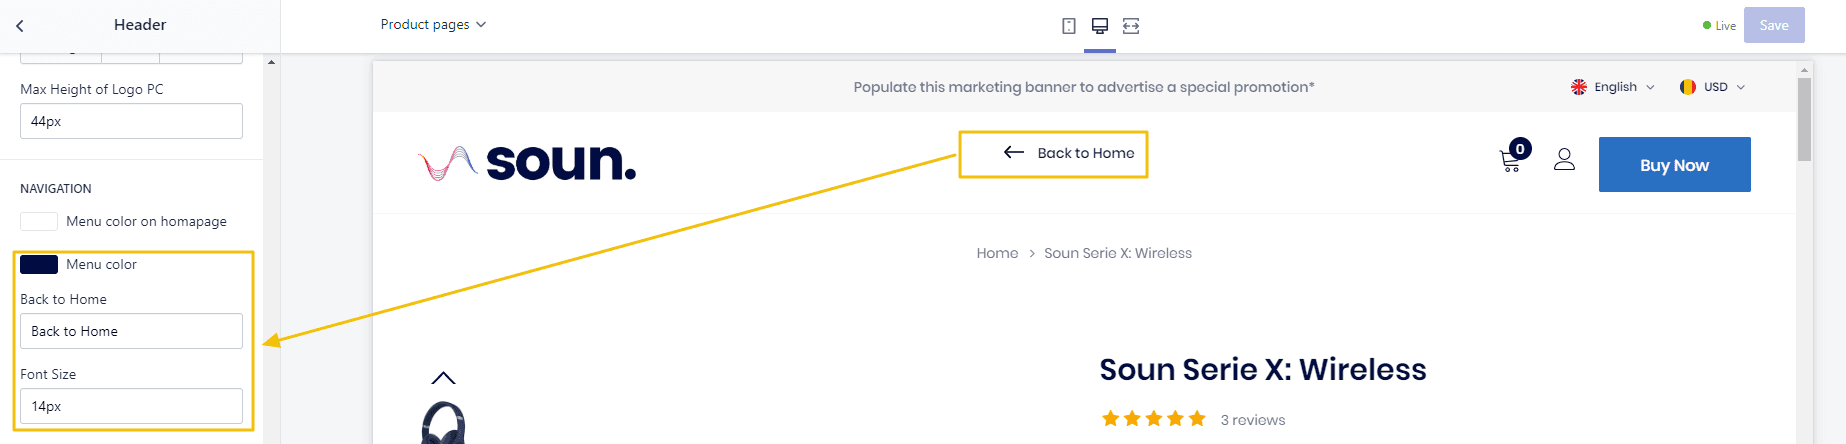 Header
Product pages
Live
Save
Max Height of Logo PC
44px
NAVIGATION
Menu color on homapage
Menu color
Back to Home
Back to Home
Font Size
14px
Populate this marketing banner to advertise a special promotion*
English
USD
soun.
Back to Home
0
Buy Now
Home > Soun Serie X: Wireless
Soun Serie X: Wireless
3 reviews